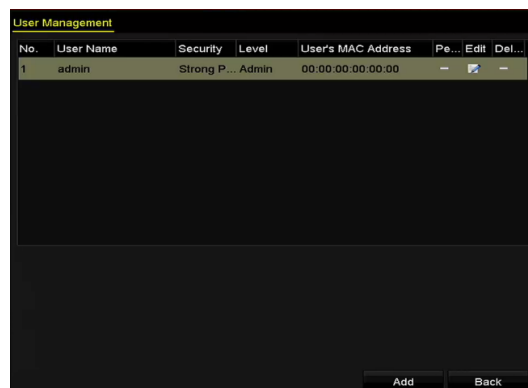 User Management
No. User Name Security Level User's MAC Address Pe... Edit Del...
1 admin Strong P... Admin 00:00:00:00:00:00 – –
Add Back